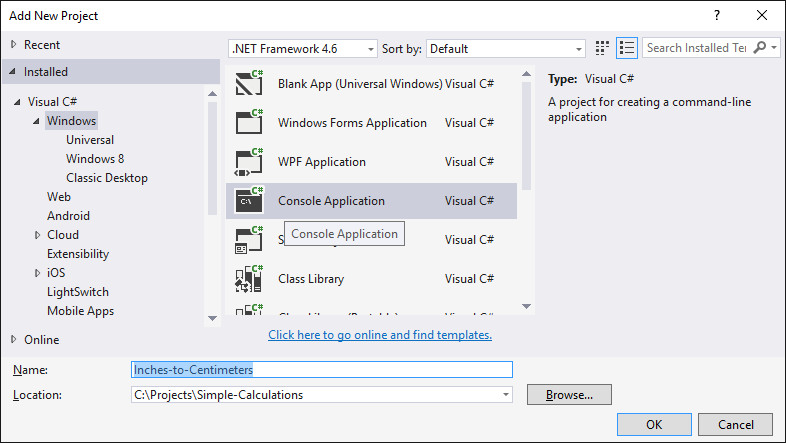 Add New Project
?
Recent
.NET Framework 4.6
Sort by:
Default
Search Installed Te
Installed
Visual C#
Windows
Universal
Windows 8
Classic Desktop
Web
Android
Cloud
Extensibility
iOS
LightSwitch
Mobile Apps
Online
Blank App (Universal Windows) Visual C#
Windows Forms Application Visual C#
WPF Application Visual C#
Console Application Visual C#
Console Application
Visual C#
Class Library Visual C#
Type: Visual C#
A project for creating a command-line
application
Click here to go online and find templates.
Name: Inches-to-Centimeters
Location: C:\Projects\Simple-Calculations
Browse...
OK
Cancel